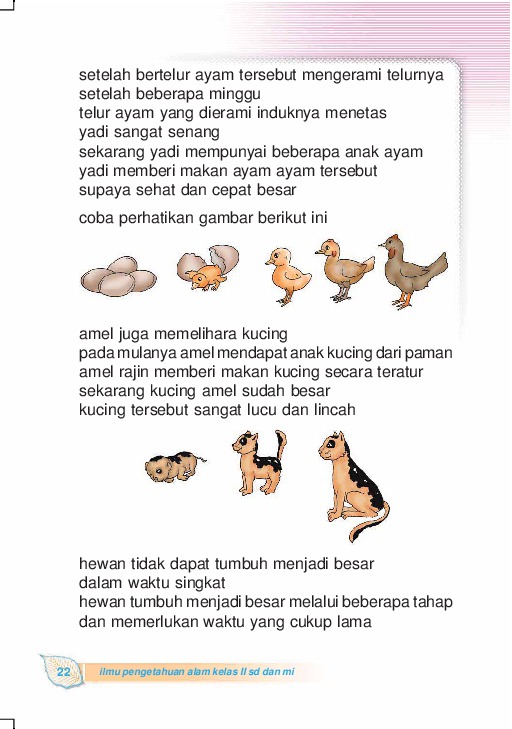 setelah bertelur ayam tersebut mengerami telurnya
setelah beberapa minggu
telur ayam yang dierami induknya menetas
yadi sangat senang
sekarang yadi mempunyai beberapa anak ayam
yadi memberi makan ayam ayam tersebut
supaya sehat dan cepat besar
coba perhatikan gambar berikut ini
amel juga memelihara kucing
pada mulanya amel mendapat anak kucing dari paman
amel rajin memberi makan kucing secara teratur
sekarang kucing amel sudah besar
kucing tersebut sangat lucu dan lincah
hewan tidak dapat tumbuh menjadi besar
dalam waktu singkat
hewan tumbuh menjadi besar melalui beberapa tahap
dan memerlukan waktu yang cukup lama
22 ilmu pengetahuan alam kelas II sd dan mi